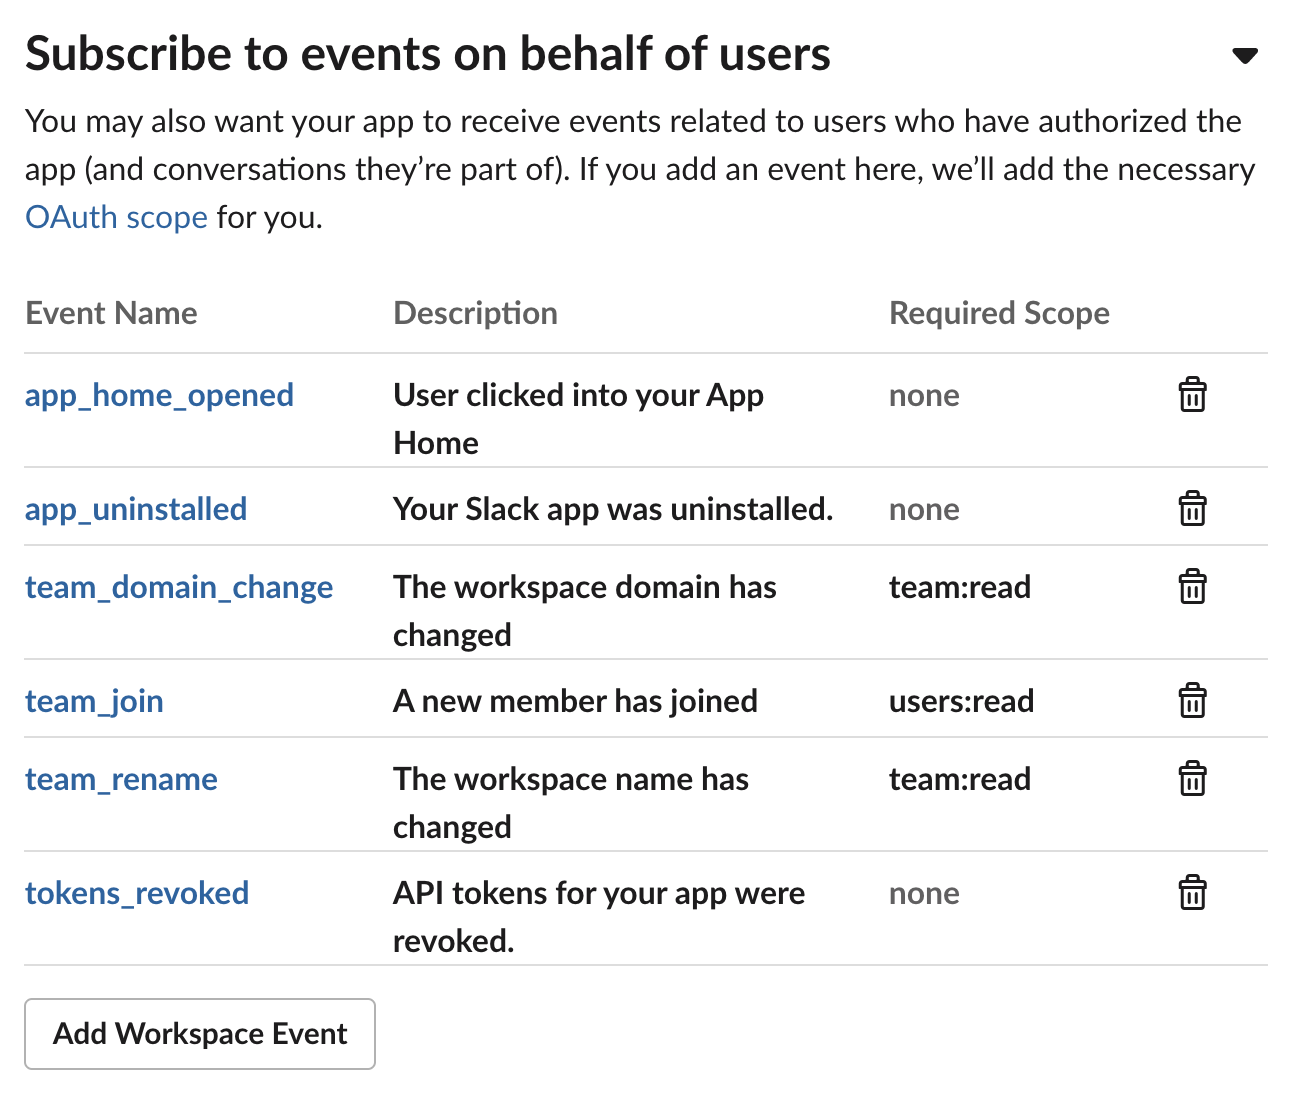 Subscribe to events on behalf of users
You may also want your app to receive events related to users who have authorized the
app (and conversations they’re part of). If you add an event here, we’ll add the necessary
OAuth scope for you.
Event Name Description Required Scope
app_home_opened User clicked into your App none
Home
app_uninstalled Your Slack app was uninstalled. none
team_domain_change The workspace domain has team:read
changed
team_join A new member has joined users:read
team_rename The workspace name has team:read
changed
tokens_revoked API tokens for your app were none
revoked.
Add Workspace Event